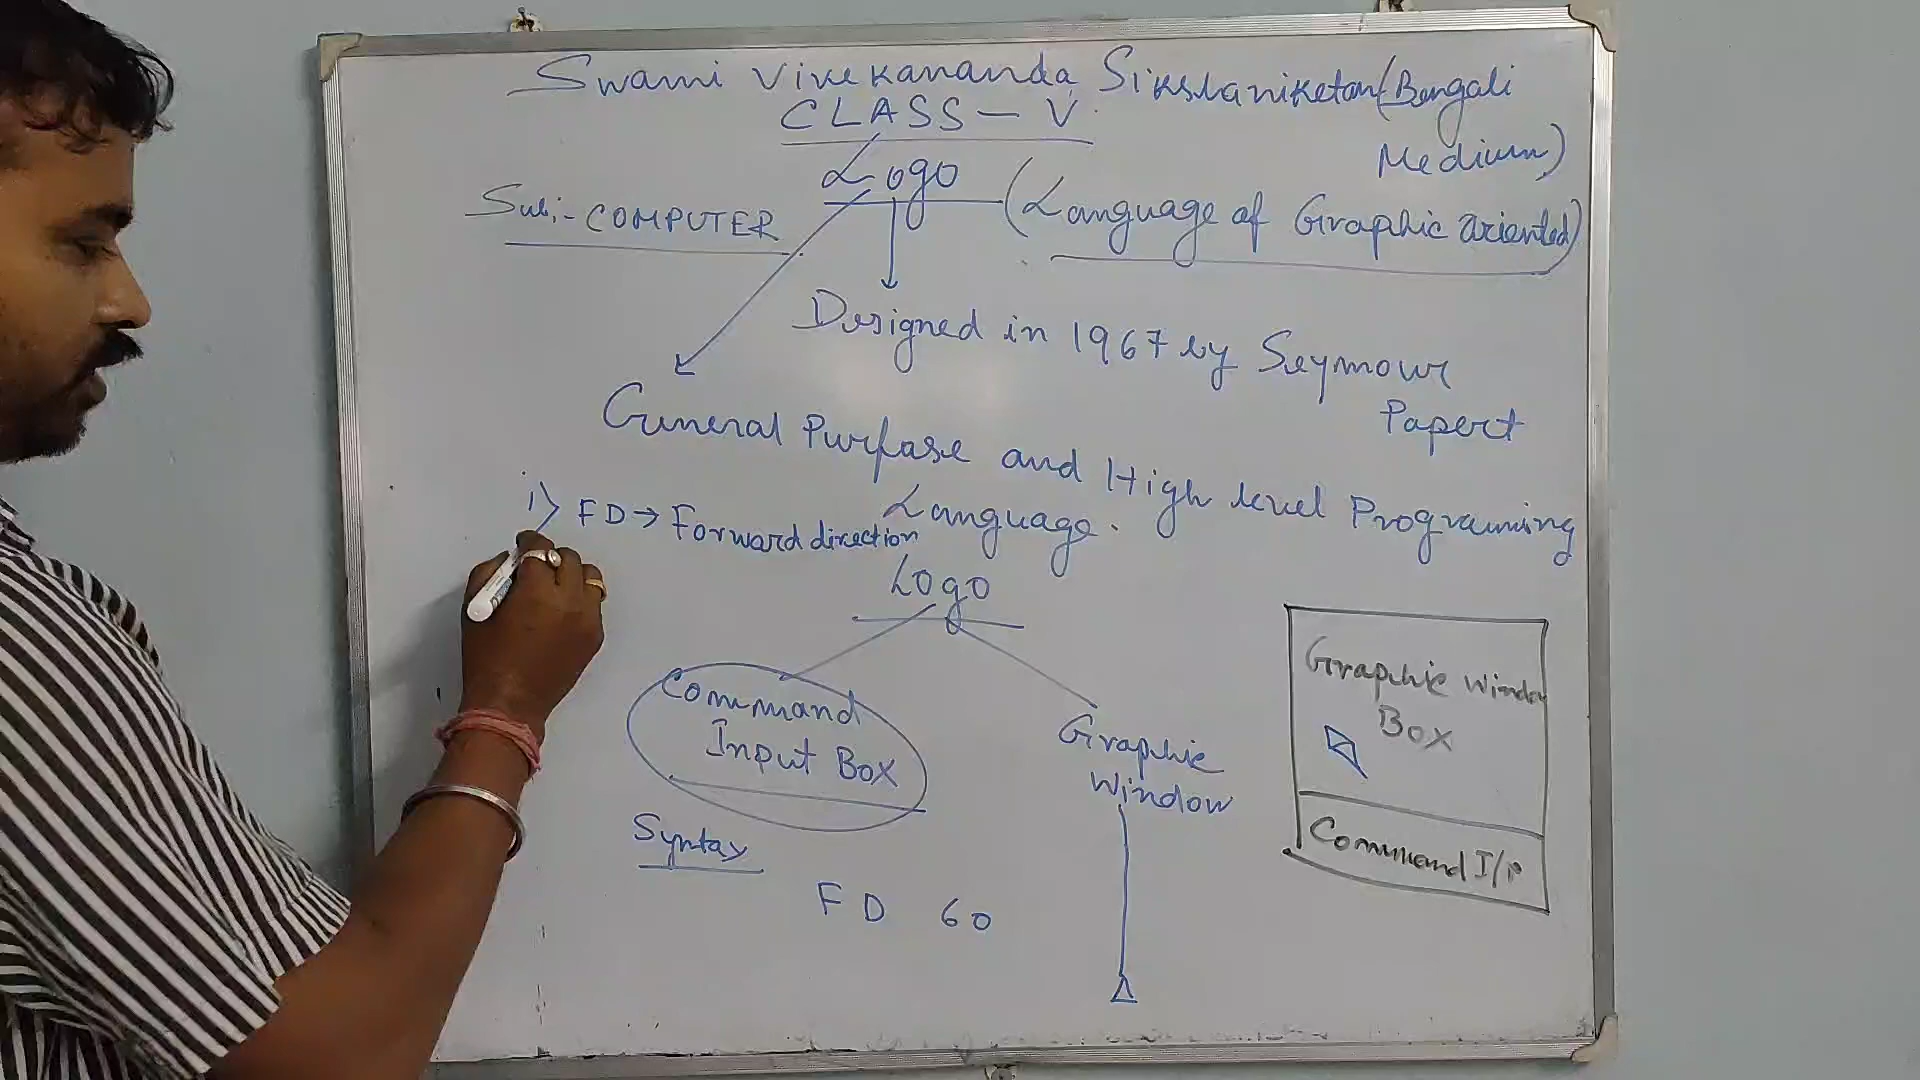 Swami Vivekananda Sikshaniketan (Bengali
Medium)
CLASS - V
Logo (Language of Graphic oriented)
Sub:- COMPUTER
Designed in 1967 by Seymour
Papert
General Purpase and High level Programming
Language.
i) FD → Forward direction
Logo
Command
Input Box
Graphic
Window
Syntax
FD 60
Graphic Window
Box
Command I/P